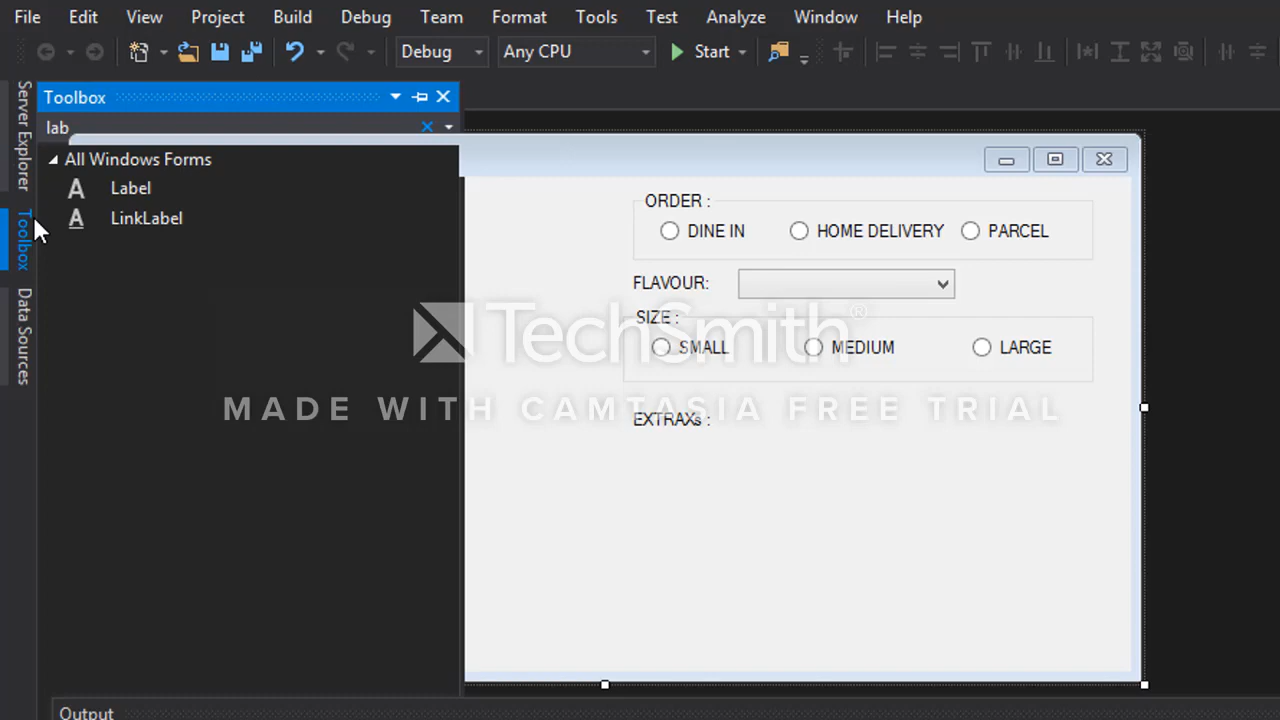 File Edit View Project Build Debug Team Format Tools Test Analyze Window Help
Debug Any CPU Start
Server Explorer
Toolbox
Data Sources
Toolbox
lab
All Windows Forms
A Label
A LinkLabel
ORDER :
DINE IN HOME DELIVERY PARCEL
FLAVOUR:
SIZE :
SMALL MEDIUM LARGE
TechSmith®
MADE WITH CAMTASIA FREE TRIAL
EXTRAXs :
Output